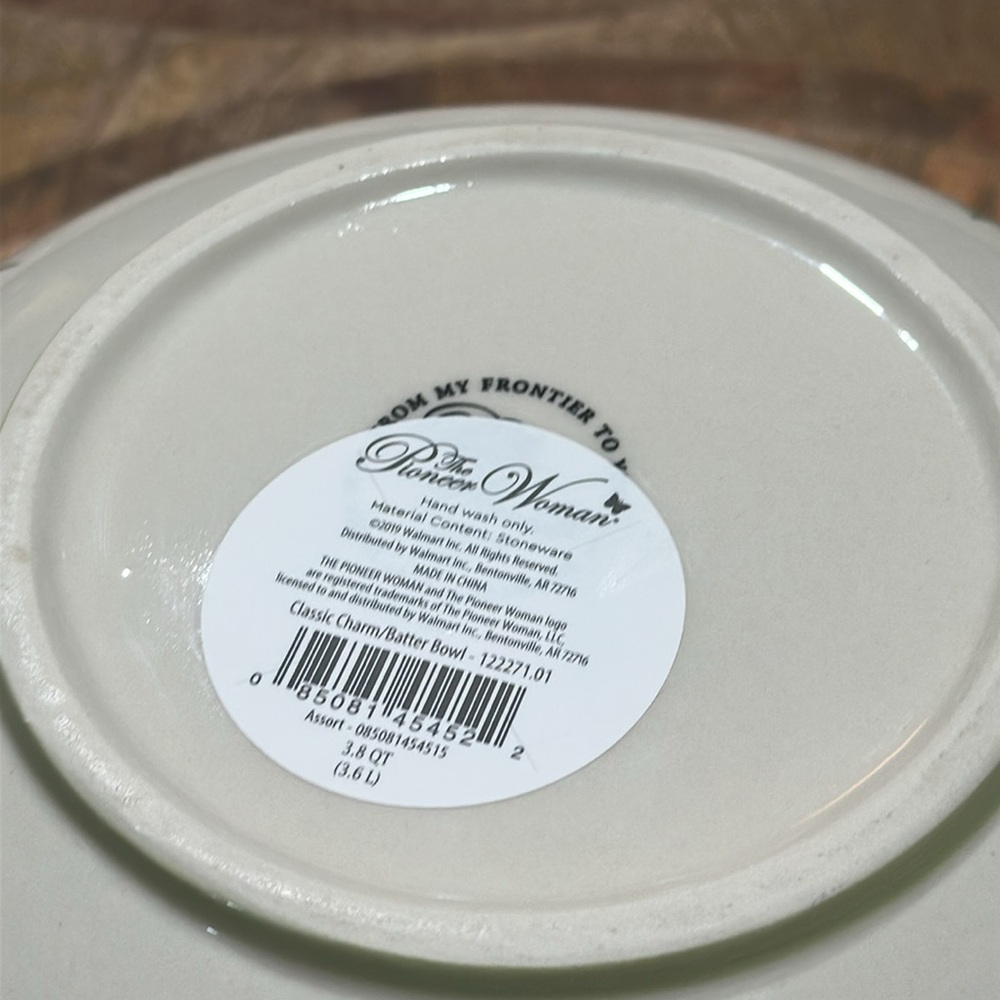 ROM MY FRONTIER TO
The
Pioneer Woman
Hand wash only.
Material Content: Stoneware
©2019 Walmart Inc. All Rights Reserved.
Distributed by Walmart Inc., Bentonville, AR 72716
MADE IN CHINA
THE PIONEER WOMAN and The Pioneer Woman logo
are registered trademarks of The Pioneer Woman, LLC,
licensed to and distributed by Walmart Inc., Bentonville, AR 72716
Classic Charm/Batter Bowl - 122271.01
0 85081 45452 2
Assort - 085081454515
3.8 QT
(3.6 L)